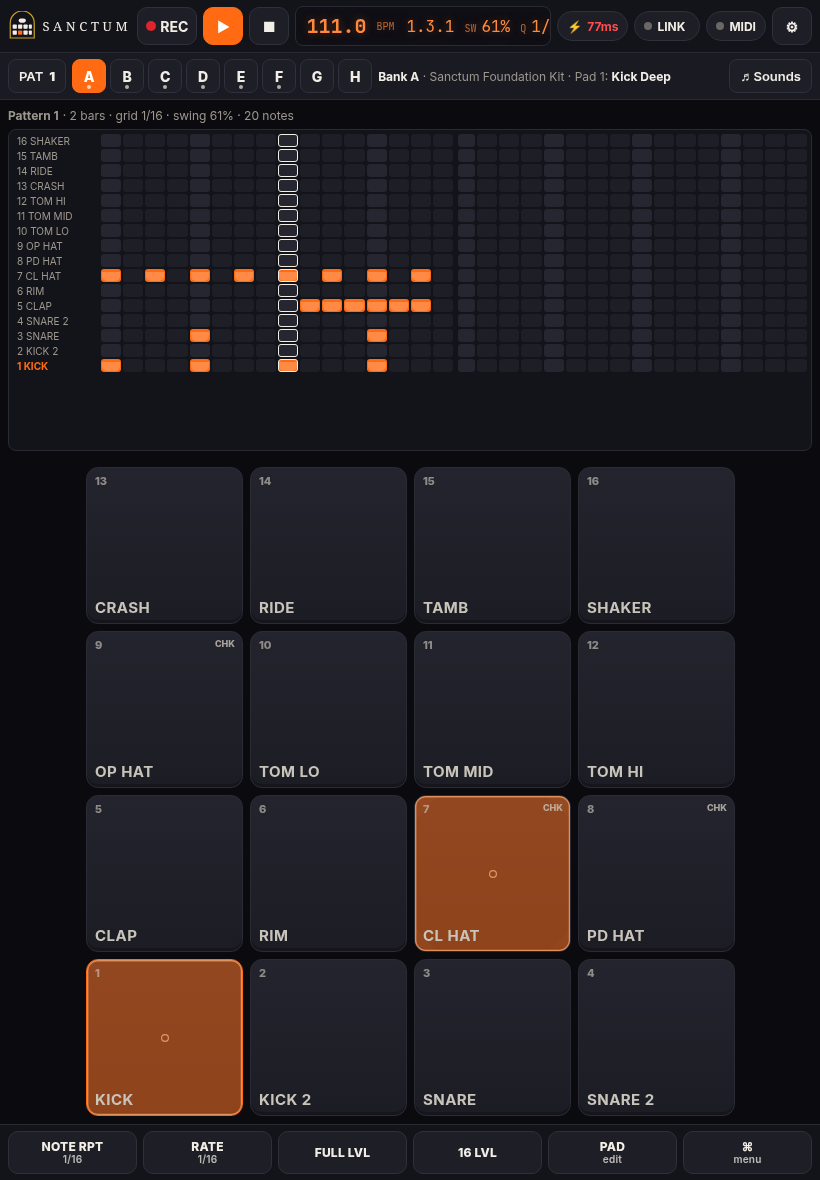 SANCTUM REC 111.0 BPM 1.3.1 SW 61% Q 1/ ⚡ 77ms LINK MIDI
PAT 1 A B C D E F G H Bank A · Sanctum Foundation Kit · Pad 1: Kick Deep ♬ Sounds
Pattern 1 · 2 bars · grid 1/16 · swing 61% · 20 notes
16 SHAKER
15 TAMB
14 RIDE
13 CRASH
12 TOM HI
11 TOM MID
10 TOM LO
9 OP HAT
8 PD HAT
7 CL HAT
6 RIM
5 CLAP
4 SNARE 2
3 SNARE
2 KICK 2
1 KICK
13 14 15 16
CRASH RIDE TAMB SHAKER
9 CHK 10 11 12
OP HAT TOM LO TOM MID TOM HI
5 6 7 CHK 8 CHK
CLAP RIM CL HAT PD HAT
1 2 3 4
KICK KICK 2 SNARE SNARE 2
NOTE RPT RATE FULL LVL 16 LVL PAD ⌘
1/16 1/16 edit menu